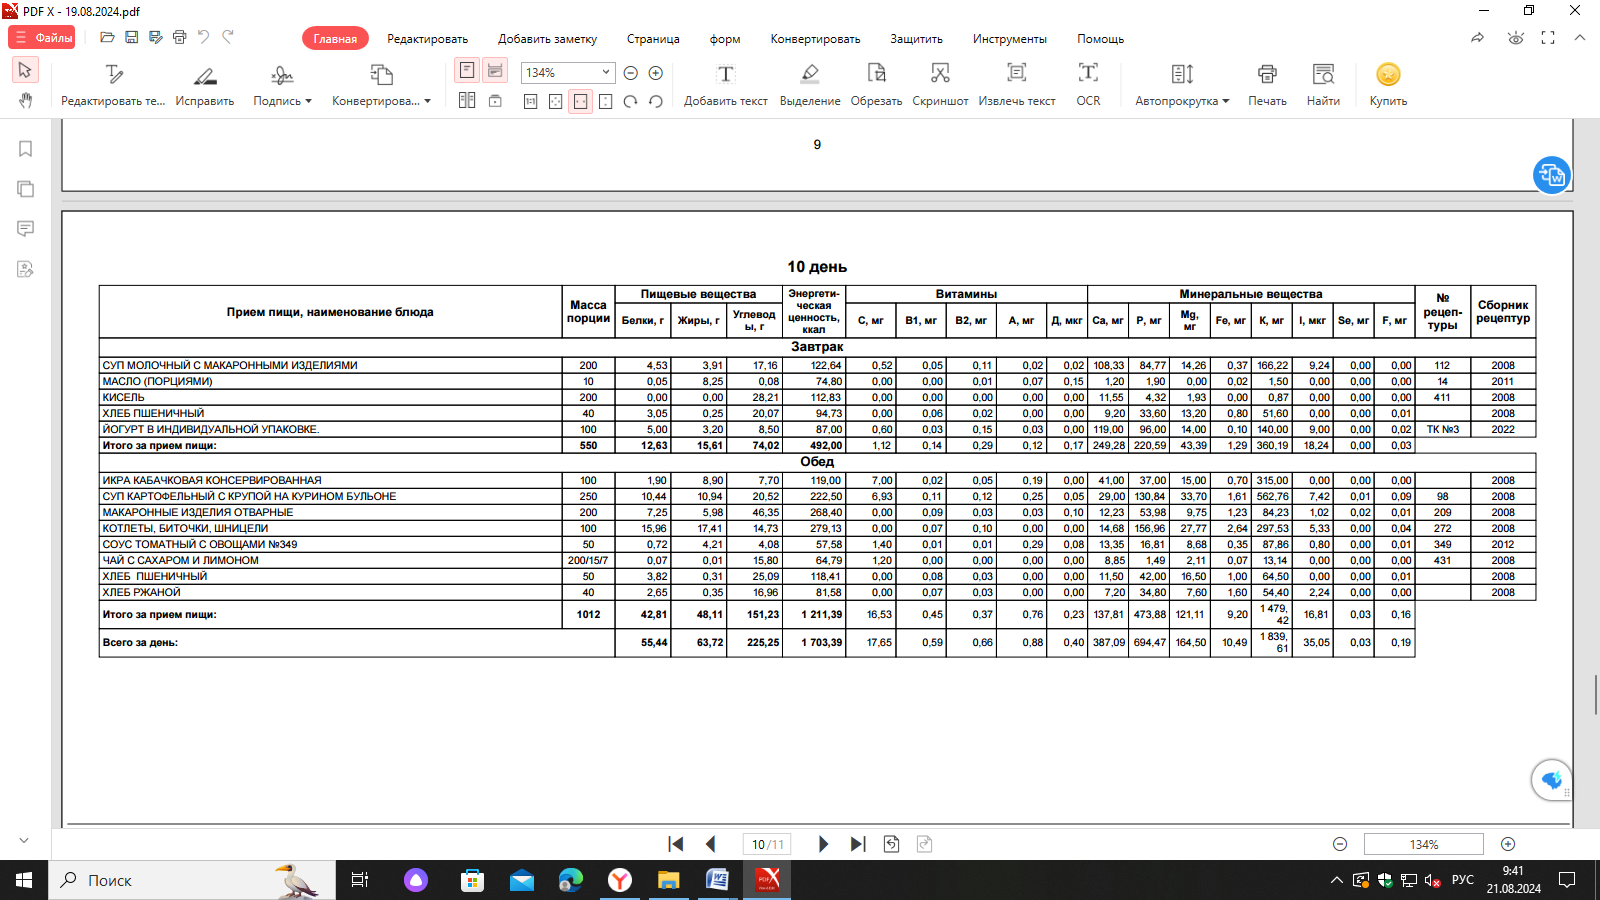 PDF X - 19.08.2024.pdf
Файлы
Главная Редактировать Добавить заметку Страница форм Конвертировать Защитить Инструменты Помощь
134%
Редактировать те... Исправить Подпись Конвертирова... Добавить текст Выделение Обрезать Скриншот Извлечь текст OCR Автопрокрутка Печать Найти Купить
9
10 день
Прием пищи, наименование блюда Масса порции Пищевые вещества Энергети-ческая ценность, ккал Витамины Минеральные вещества № рецеп-туры Сборник рецептур
Белки, г Жиры, г Углеводы, г С, мг В1, мг В2, мг А, мг Д, мкг Ca, мг P, мг Mg, мг Fe, мг К, мг I, мкг Se, мг F, мг
Завтрак
СУП МОЛОЧНЫЙ С МАКАРОННЫМИ ИЗДЕЛИЯМИ 200 4,53 3,91 17,16 122,64 0,52 0,05 0,11 0,02 0,02 108,33 84,77 14,26 0,37 166,22 9,24 0,00 0,00 112 2008
МАСЛО (ПОРЦИЯМИ) 10 0,05 8,25 0,08 74,80 0,00 0,00 0,01 0,07 0,15 1,20 1,90 0,00 0,02 1,50 0,00 0,00 0,00 14 2011
КИСЕЛЬ 200 0,00 0,00 28,21 112,83 0,00 0,00 0,00 0,00 0,00 11,55 4,32 1,93 0,00 0,87 0,00 0,00 0,00 411 2008
ХЛЕБ ПШЕНИЧНЫЙ 40 3,05 0,25 20,07 94,73 0,00 0,06 0,02 0,00 0,00 9,20 33,60 13,20 0,80 51,60 0,00 0,00 0,01 2008
ЙОГУРТ В ИНДИВИДУАЛЬНОЙ УПАКОВКЕ. 100 5,00 3,20 8,50 87,00 0,60 0,03 0,15 0,03 0,00 119,00 96,00 14,00 0,10 140,00 9,00 0,00 0,02 ТК №3 2022
Итого за прием пищи: 550 12,63 15,61 74,02 492,00 1,12 0,14 0,29 0,12 0,17 249,28 220,59 43,39 1,29 360,19 18,24 0,00 0,03
Обед
ИКРА КАБАЧКОВАЯ КОНСЕРВИРОВАННАЯ 100 1,90 8,90 7,70 119,00 7,00 0,02 0,05 0,19 0,00 41,00 37,00 15,00 0,70 315,00 0,00 0,00 0,00 2008
СУП КАРТОФЕЛЬНЫЙ С КРУПОЙ НА КУРИНОМ БУЛЬОНЕ 250 10,44 10,94 20,52 222,50 6,93 0,11 0,12 0,25 0,05 29,00 130,84 33,70 1,61 562,76 7,42 0,01 0,09 98 2008
МАКАРОННЫЕ ИЗДЕЛИЯ ОТВАРНЫЕ 200 7,25 5,98 46,35 268,40 0,00 0,09 0,03 0,03 0,10 12,23 53,98 9,75 1,23 84,23 1,02 0,02 0,01 209 2008
КОТЛЕТЫ, БИТОЧКИ, ШНИЦЕЛИ 100 15,96 17,41 14,73 279,13 0,00 0,07 0,10 0,00 0,00 14,68 156,96 27,77 2,64 297,53 5,33 0,00 0,04 272 2008
СОУС ТОМАТНЫЙ С ОВОЩАМИ №349 50 0,72 4,21 4,08 57,58 1,40 0,01 0,01 0,29 0,08 13,35 16,81 8,68 0,35 87,86 0,80 0,00 0,01 349 2012
ЧАЙ С САХАРОМ И ЛИМОНОМ 200/15/7 0,07 0,01 15,80 64,79 1,20 0,00 0,00 0,00 0,00 8,85 1,49 2,11 0,07 13,14 0,00 0,00 0,00 431 2008
ХЛЕБ ПШЕНИЧНЫЙ 50 3,82 0,31 25,09 118,41 0,00 0,08 0,03 0,00 0,00 11,50 42,00 16,50 1,00 64,50 0,00 0,00 0,01 2008
ХЛЕБ РЖАНОЙ 40 2,65 0,35 16,96 81,58 0,00 0,07 0,03 0,00 0,00 7,20 34,80 7,60 1,60 54,40 2,24 0,00 0,00 2008
Итого за прием пищи: 1012 42,81 48,11 151,23 1 211,39 16,53 0,45 0,37 0,76 0,23 137,81 473,88 121,11 9,20 1 479,42 16,81 0,03 0,16
Всего за день: 55,44 63,72 225,25 1 703,39 17,65 0,59 0,66 0,88 0,40 387,09 694,47 164,50 10,49 1 839,61 35,05 0,03 0,19
10 /11
134%
Поиск
РУС
9:41
21.08.2024